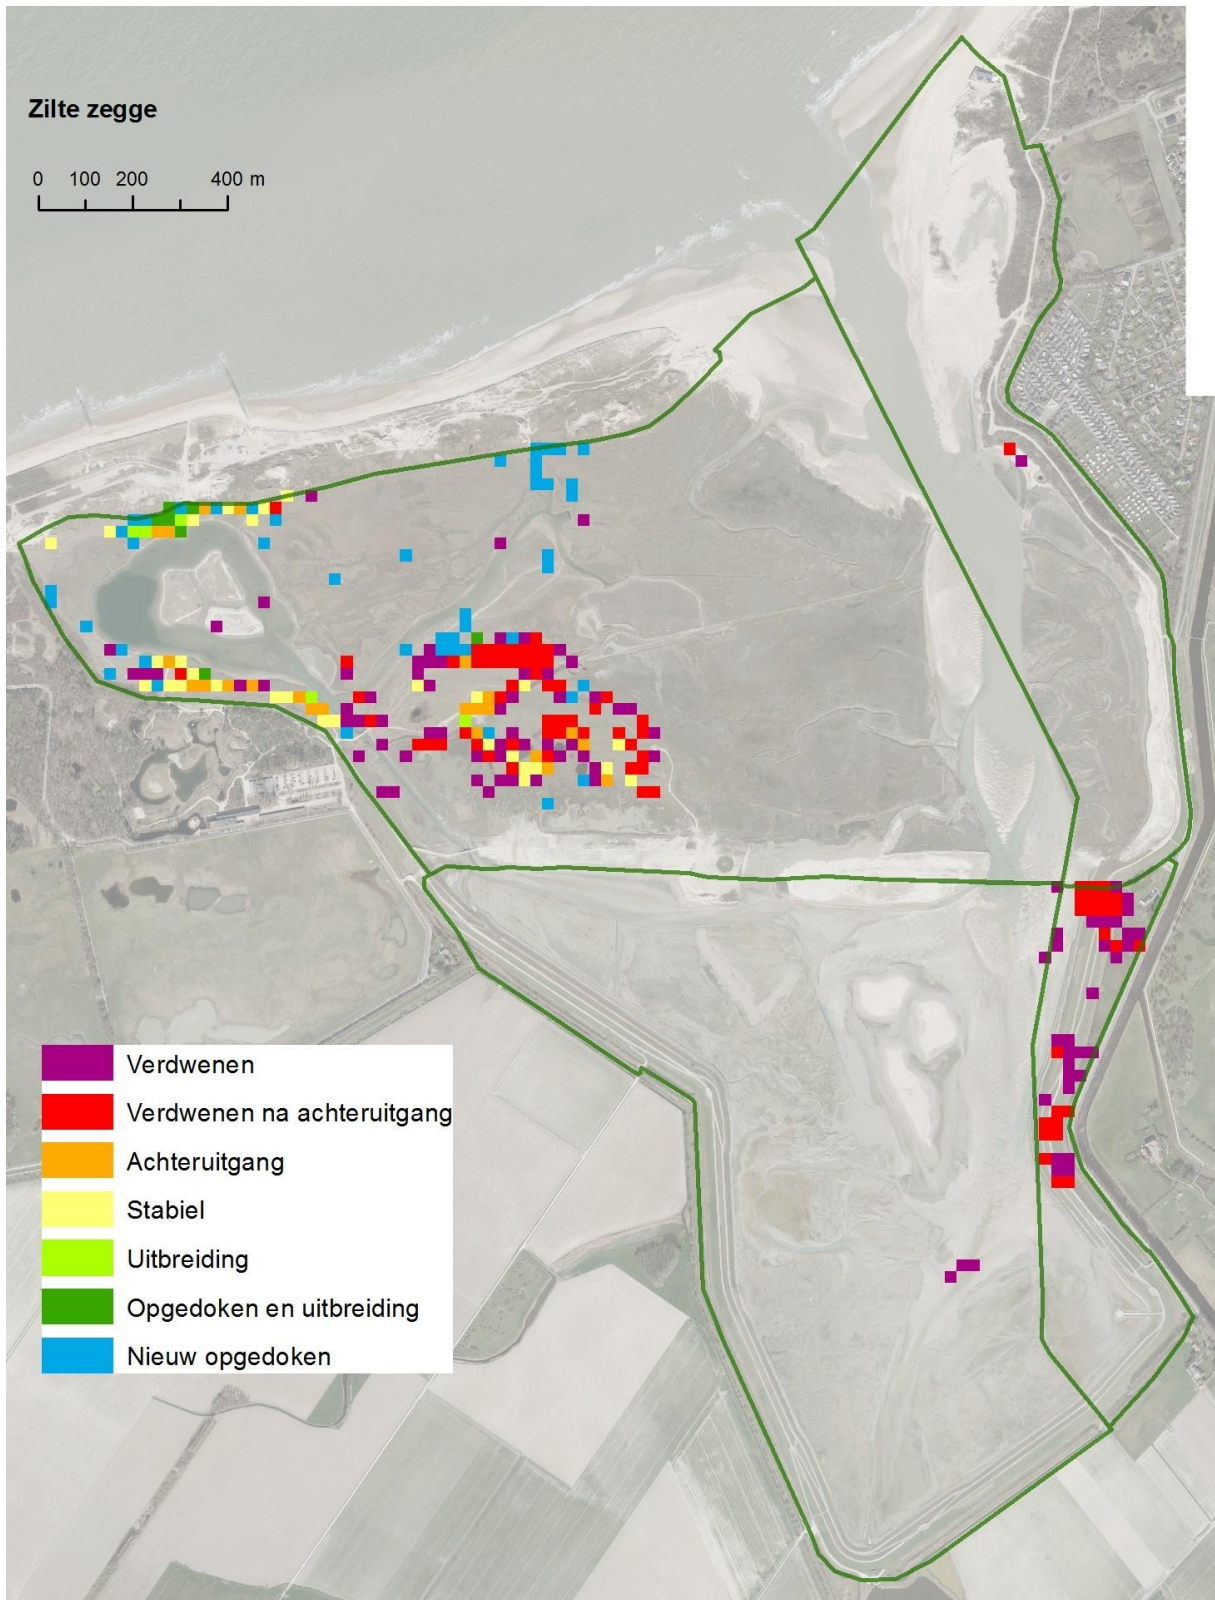 Zilte zegge
0 100 200 400 m
Verdwenen
Verdwenen na achteruitgang
Achteruitgang
Stabiel
Uitbreiding
Opgedoken en uitbreiding
Nieuw opgedoken